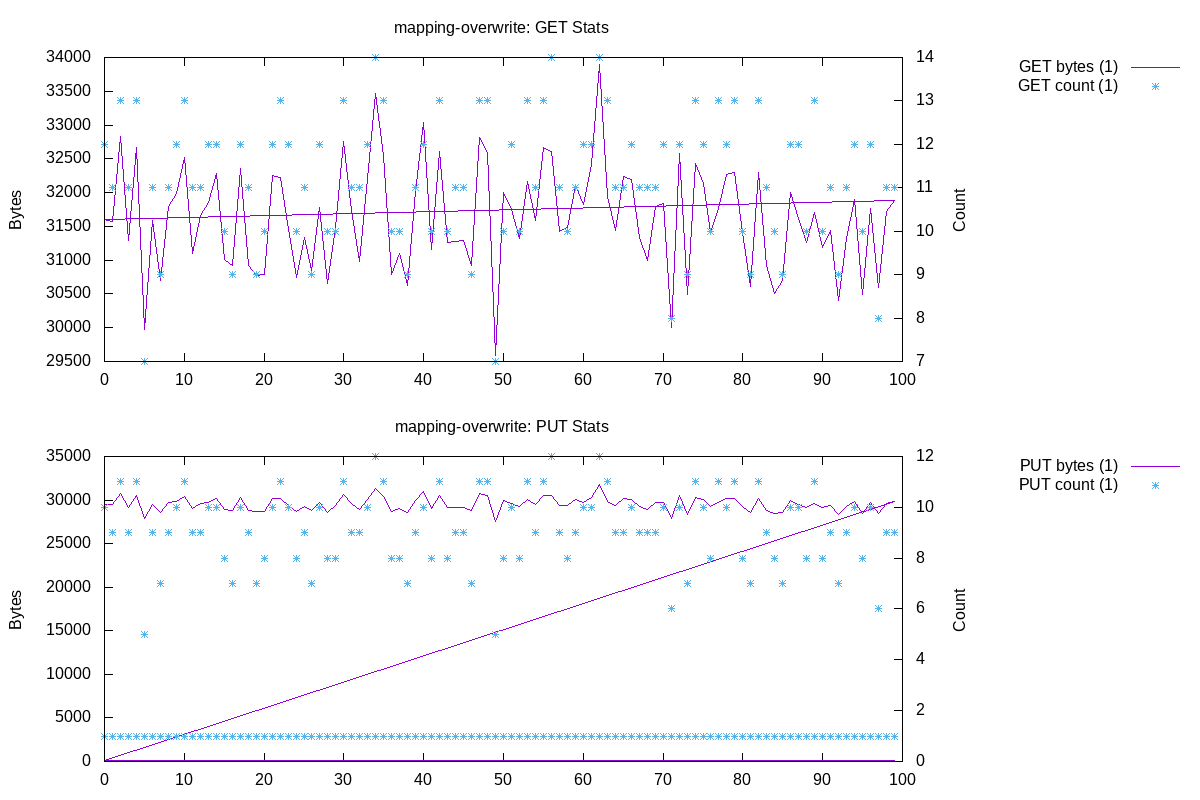 mapping-overwrite: GET Stats
34000
33500
33000
32500
32000
31500
31000
30500
30000
29500
Bytes
14
13
12
11
10
9
8
7
Count
0 10 20 30 40 50 60 70 80 90 100
GET bytes (1)
GET count (1)
mapping-overwrite: PUT Stats
35000
30000
25000
20000
15000
10000
5000
0
Bytes
12
10
8
6
4
2
0
Count
0 10 20 30 40 50 60 70 80 90 100
PUT bytes (1)
PUT count (1)